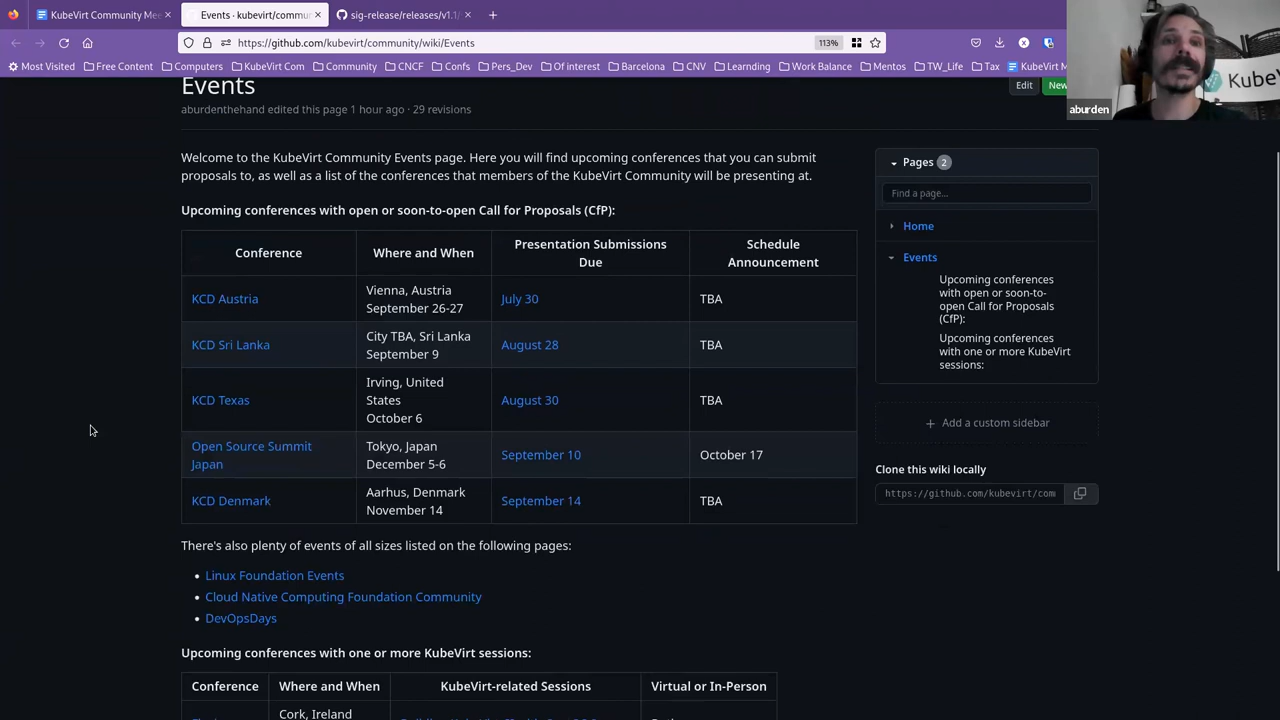 KubeVirt Community Mee
Events · kubevirt/commu
sig-release/releases/v1.1/
https://github.com/kubevirt/community/wiki/Events
113%
Most Visited
Free Content
Computers
KubeVirt Com
Community
CNCF
Confs
Pers_Dev
Of interest
Barcelona
CNV
Learnding
Work Balance
Mentos
TW_Life
Tax
KubeVirt M
KubeV
aburden
Events
Edit
New
aburdenthehand edited this page 1 hour ago · 29 revisions
Welcome to the KubeVirt Community Events page. Here you will find upcoming conferences that you can submit
proposals to, as well as a list of the conferences that members of the KubeVirt Community will be presenting at.
Upcoming conferences with open or soon-to-open Call for Proposals (CfP):
Conference
Where and When
Presentation Submissions
Due
Schedule
Announcement
KCD Austria
Vienna, Austria
September 26-27
July 30
TBA
KCD Sri Lanka
City TBA, Sri Lanka
September 9
August 28
TBA
KCD Texas
Irving, United
States
October 6
August 30
TBA
Open Source Summit
Japan
Tokyo, Japan
December 5-6
September 10
October 17
KCD Denmark
Aarhus, Denmark
November 14
September 14
TBA
There's also plenty of events of all sizes listed on the following pages:
Linux Foundation Events
Cloud Native Computing Foundation Community
DevOpsDays
Upcoming conferences with one or more KubeVirt sessions:
Conference
Where and When
KubeVirt-related Sessions
Virtual or In-Person
Cork, Ireland
Pages 2
Find a page...
Home
Events
Upcoming conferences
with open or soon-to-
open Call for Proposals
(CfP):
Upcoming conferences
with one or more KubeVirt
sessions:
Add a custom sidebar
Clone this wiki locally
https://github.com/kubevirt/com